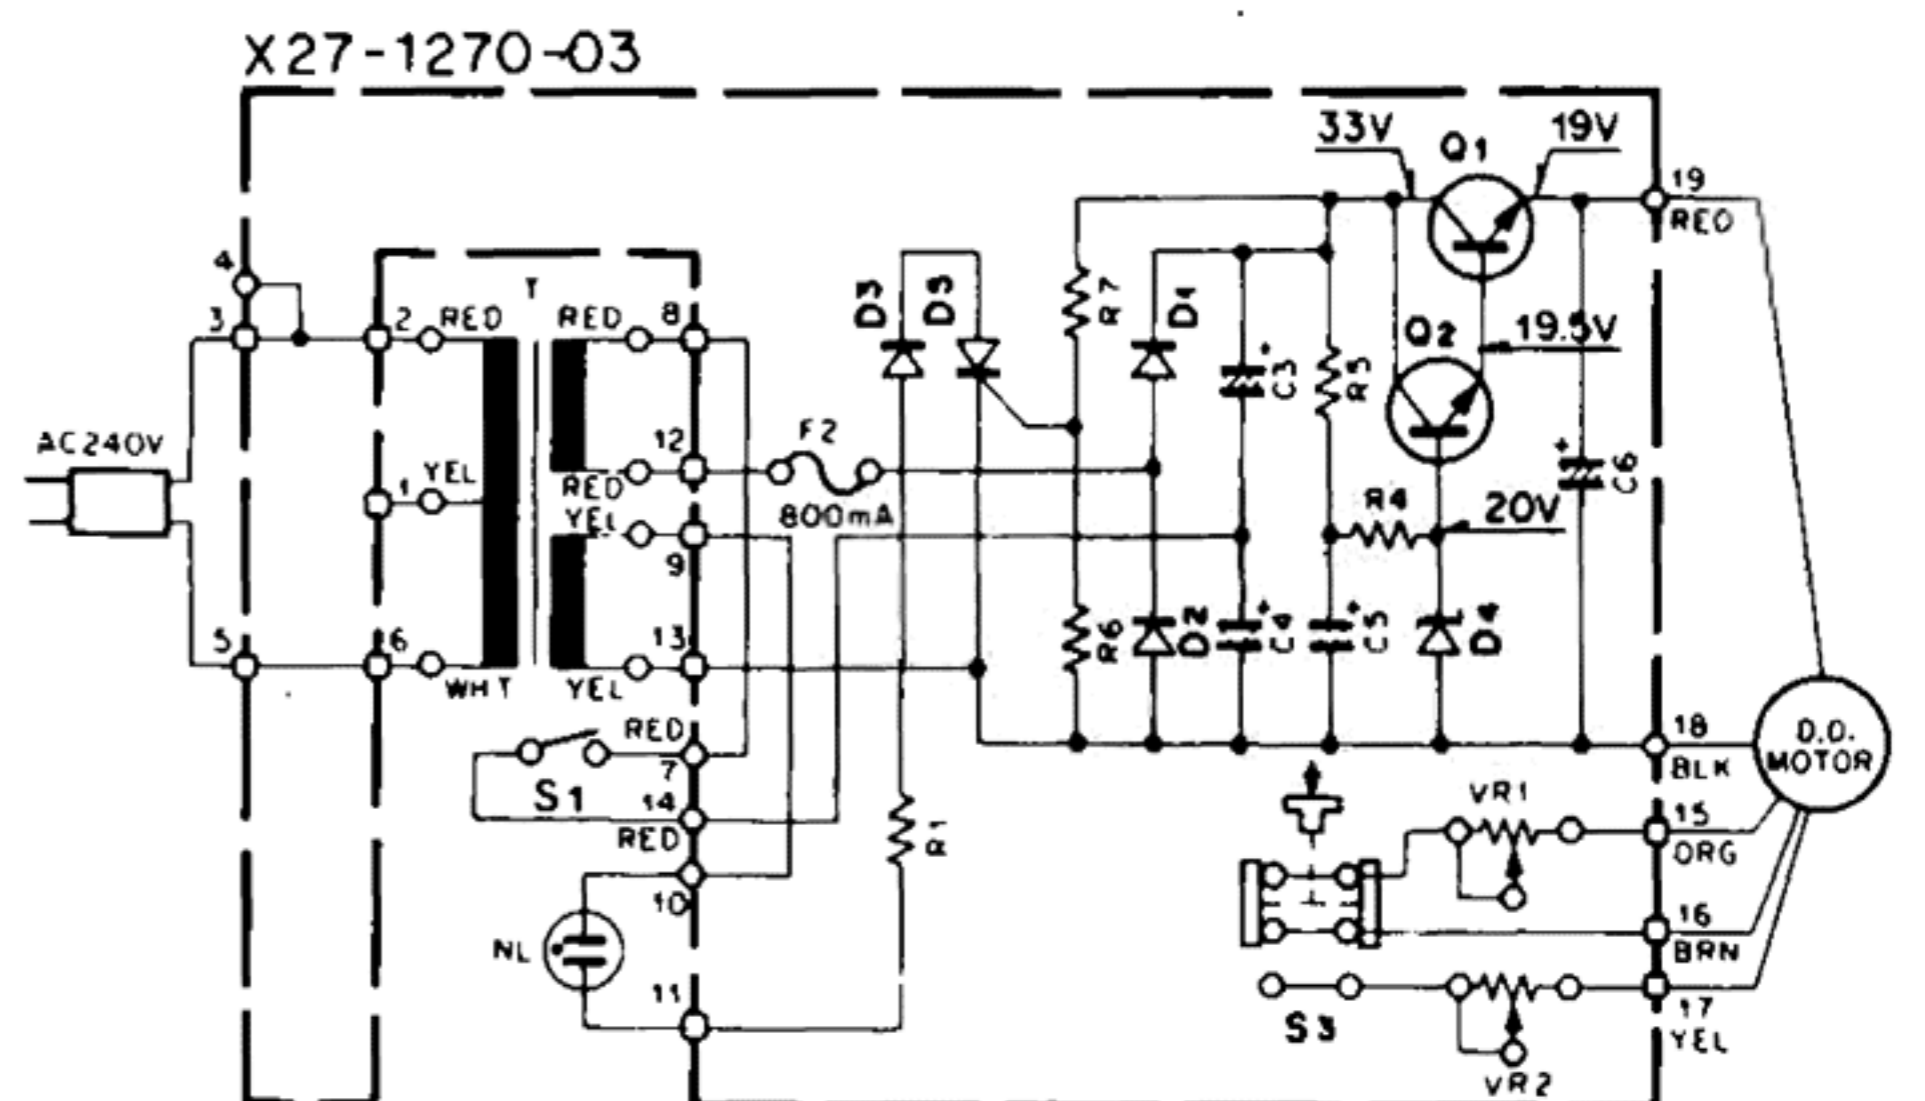 X27-1270-03
33V
Q1
19V
19
RED
4
3
2 RED
T
RED 8
D3
D5
R7
D1
Q2
19.5V
C3
R5
AC240V
1 YEL
12
RED
F2
800mA
YEL
9
R4
20V
C6
5
6
WHT
YEL
13
R6
D2
C4
C5
D4
RED
7
S1
14
RED
10
NL
11
R1
18
BLK
D.D.
MOTOR
VR1
15
ORG
16
BRN
S3
17
YEL
VR2